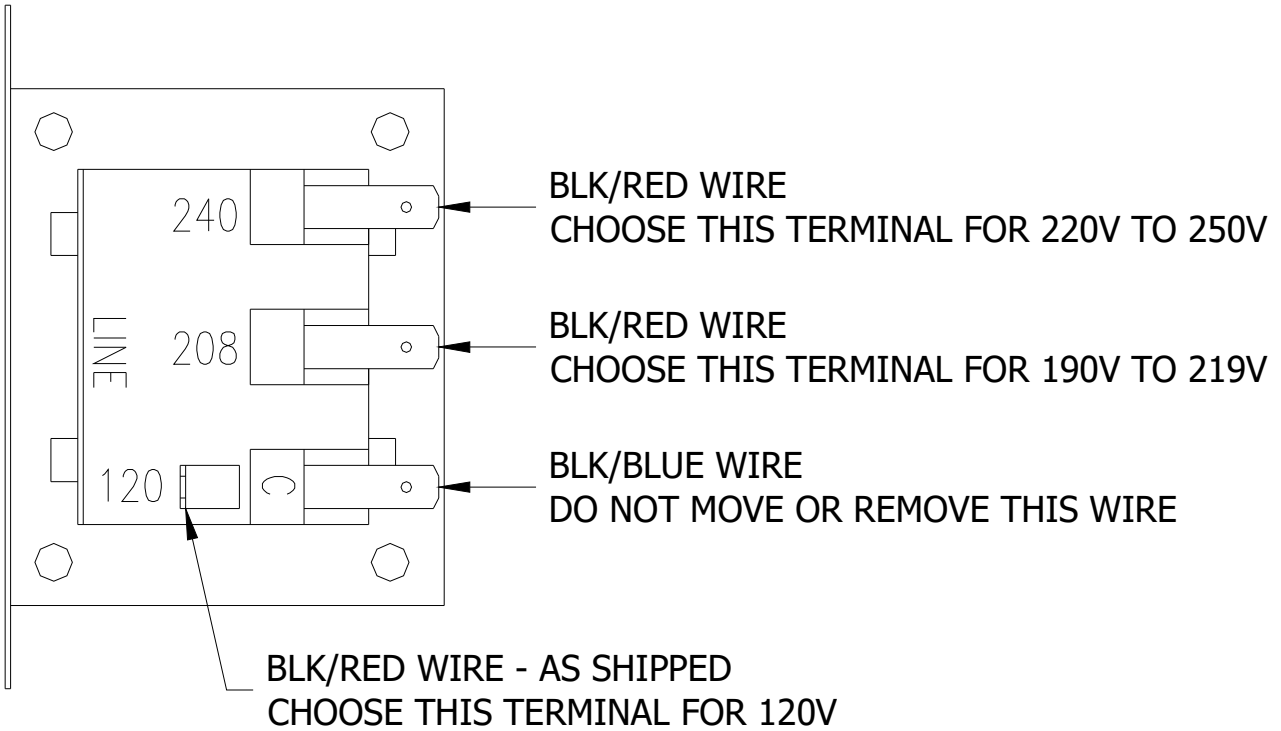 240
BLK/RED WIRE
CHOOSE THIS TERMINAL FOR 220V TO 250V
LINE
208
BLK/RED WIRE
CHOOSE THIS TERMINAL FOR 190V TO 219V
120
C
BLK/BLUE WIRE
DO NOT MOVE OR REMOVE THIS WIRE
BLK/RED WIRE - AS SHIPPED
CHOOSE THIS TERMINAL FOR 120V